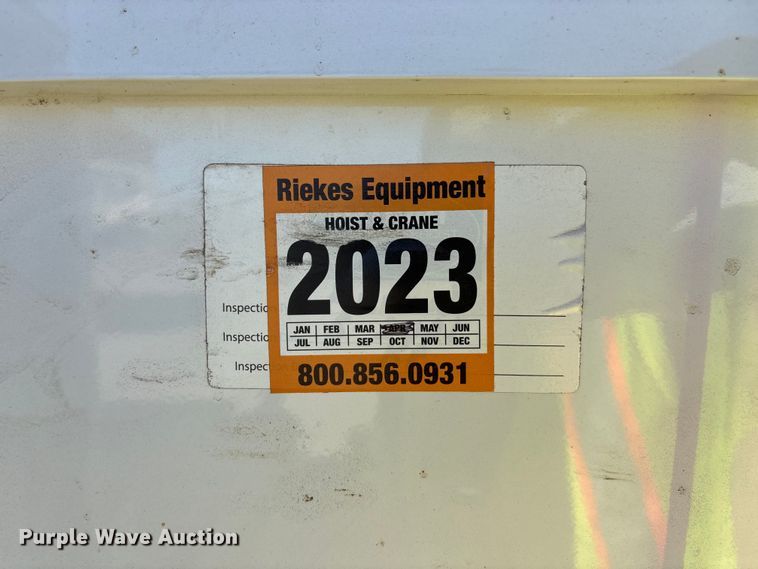 Riekes Equipment
HOIST & CRANE
2023
Inspectio
JAN FEB MAR APR MAY JUN
Inspectio
JUL AUG SEP OCT NOV DEC
Inspec
800.856.0931
Purple Wave Auction